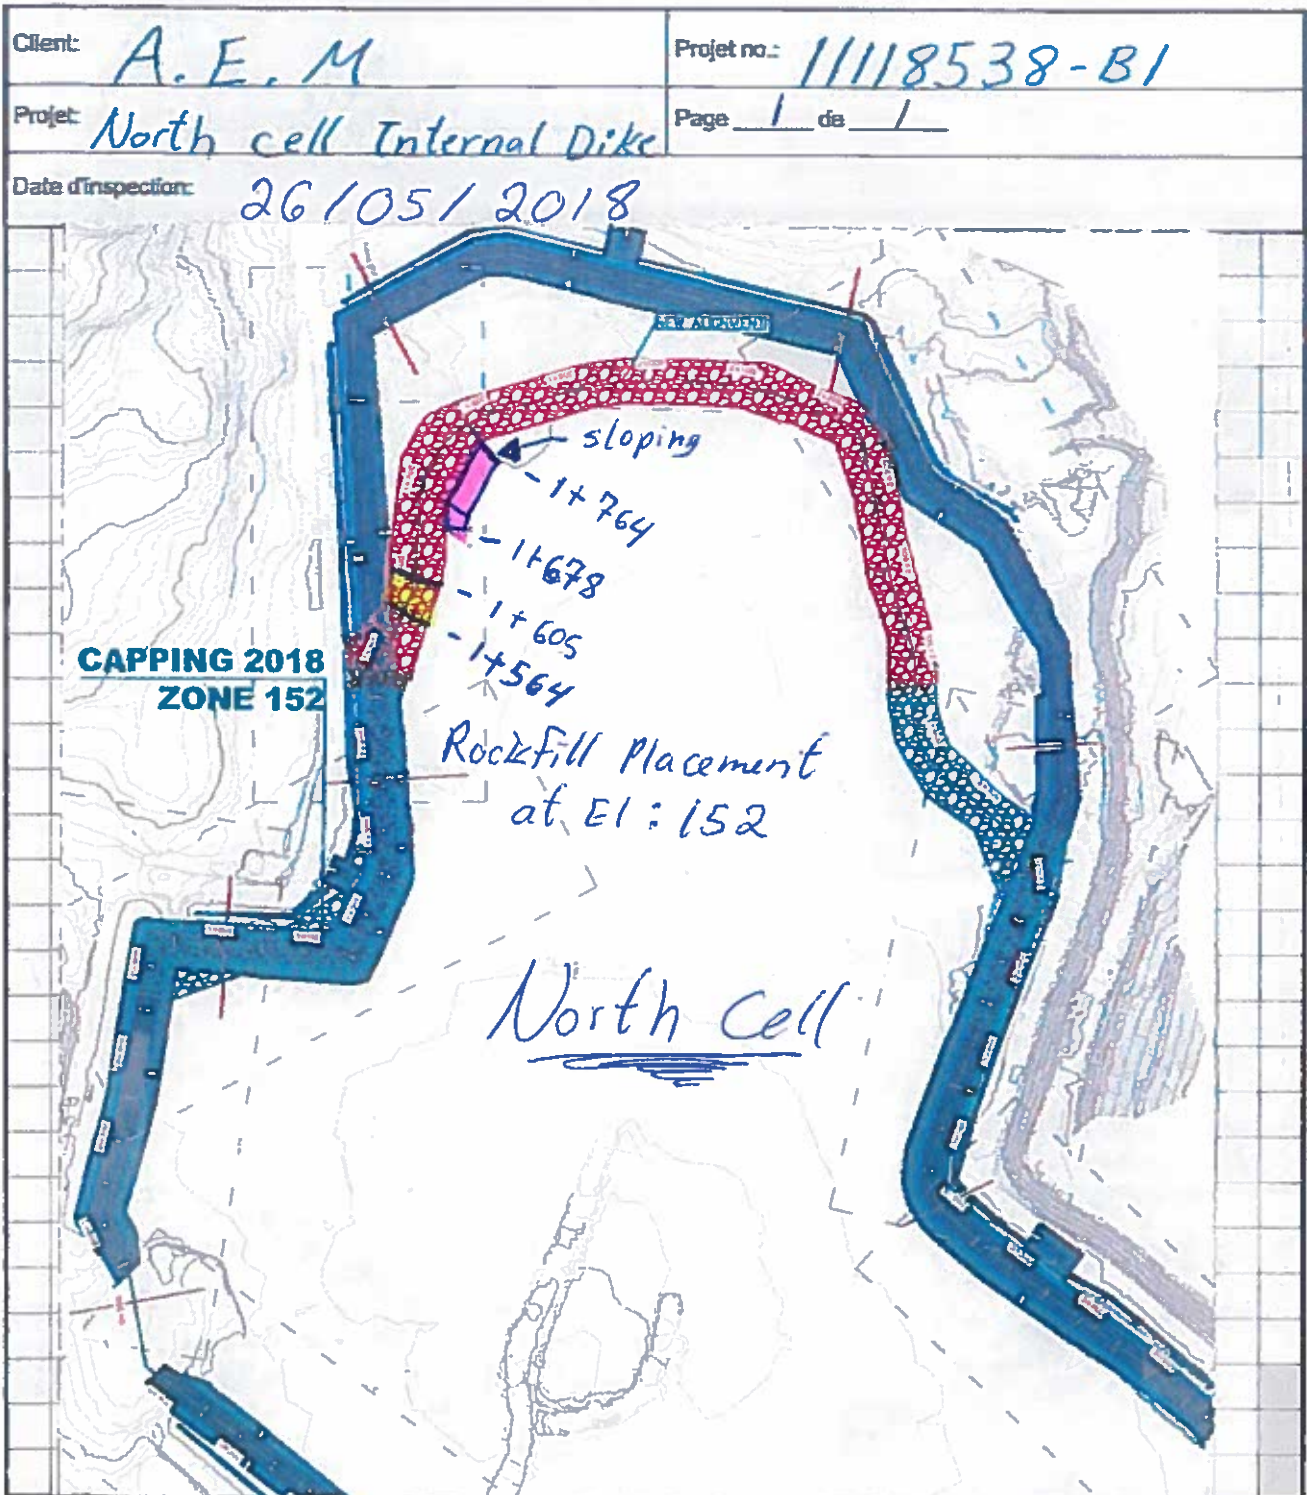 Client: A.E.M
Projet no.: 11118538-B1
Projet: North cell Internal Dike
Page 1 de 1
Date d'inspection: 26/05/2018
NEW ALIGNMENT
sloping
- 1+764
- 1+678
- 1+605
- 1+564
CAPPING 2018
ZONE 152
Rockfill Placement
at El : 152
North Cell